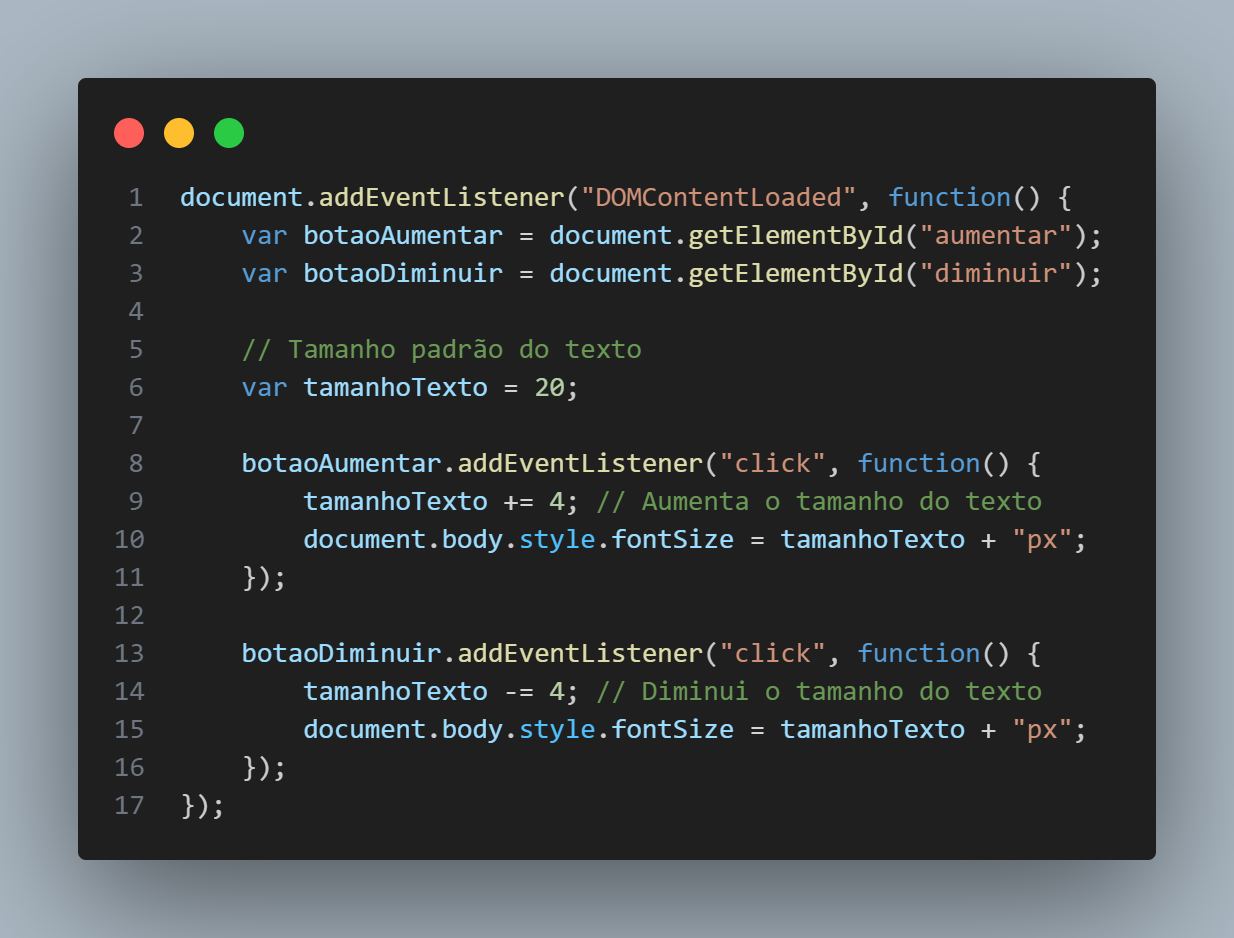 1 document.addEventListener("DOMContentLoaded", function() {
2     var botaoAumentar = document.getElementById("aumentar");
3     var botaoDiminuir = document.getElementById("diminuir");
4
5     // Tamanho padrão do texto
6     var tamanhoTexto = 20;
7
8     botaoAumentar.addEventListener("click", function() {
9         tamanhoTexto += 4; // Aumenta o tamanho do texto
10         document.body.style.fontSize = tamanhoTexto + "px";
11     });
12
13     botaoDiminuir.addEventListener("click", function() {
14         tamanhoTexto -= 4; // Diminui o tamanho do texto
15         document.body.style.fontSize = tamanhoTexto + "px";
16     });
17 });